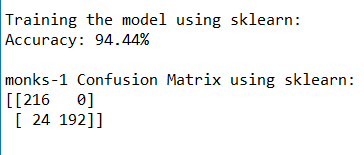 Training the model using sklearn:
Accuracy: 94.44%
monks-1 Confusion Matrix using sklearn:
[[216   0]
 [ 24 192]]